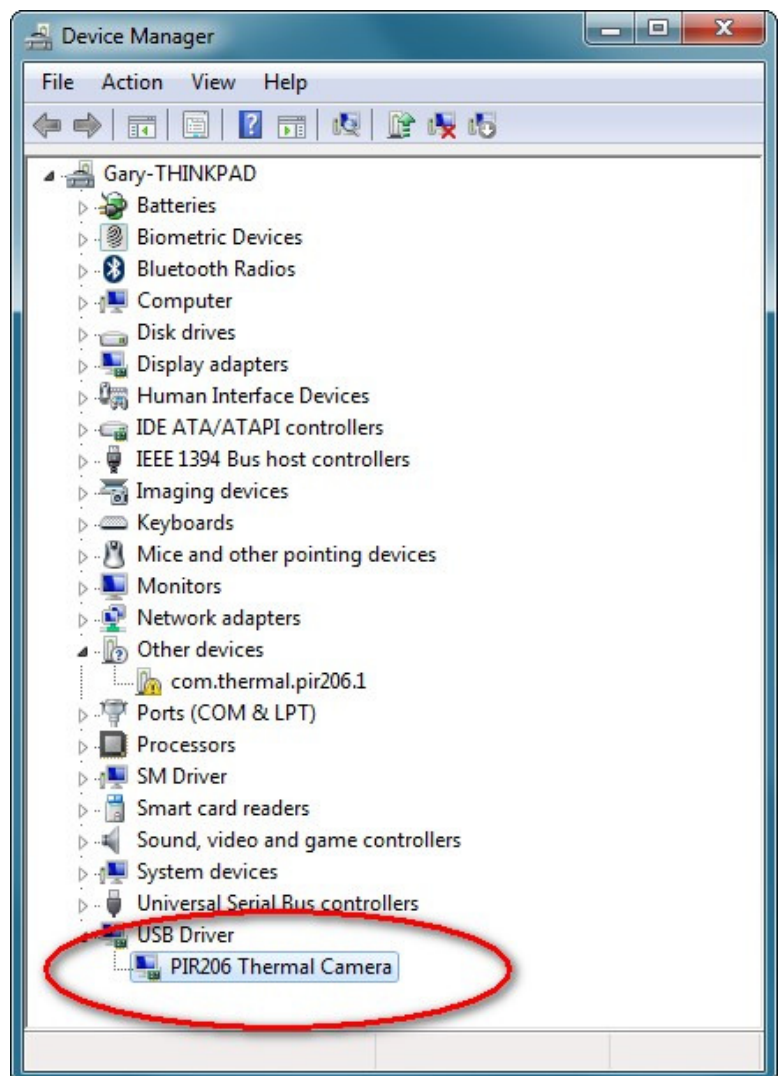 Device Manager
File Action View Help
Gary-THINKPAD
Batteries
Biometric Devices
Bluetooth Radios
Computer
Disk drives
Display adapters
Human Interface Devices
IDE ATA/ATAPI controllers
IEEE 1394 Bus host controllers
Imaging devices
Keyboards
Mice and other pointing devices
Monitors
Network adapters
Other devices
com.thermal.pir206.1
Ports (COM & LPT)
Processors
SM Driver
Smart card readers
Sound, video and game controllers
System devices
Universal Serial Bus controllers
USB Driver
PIR206 Thermal Camera